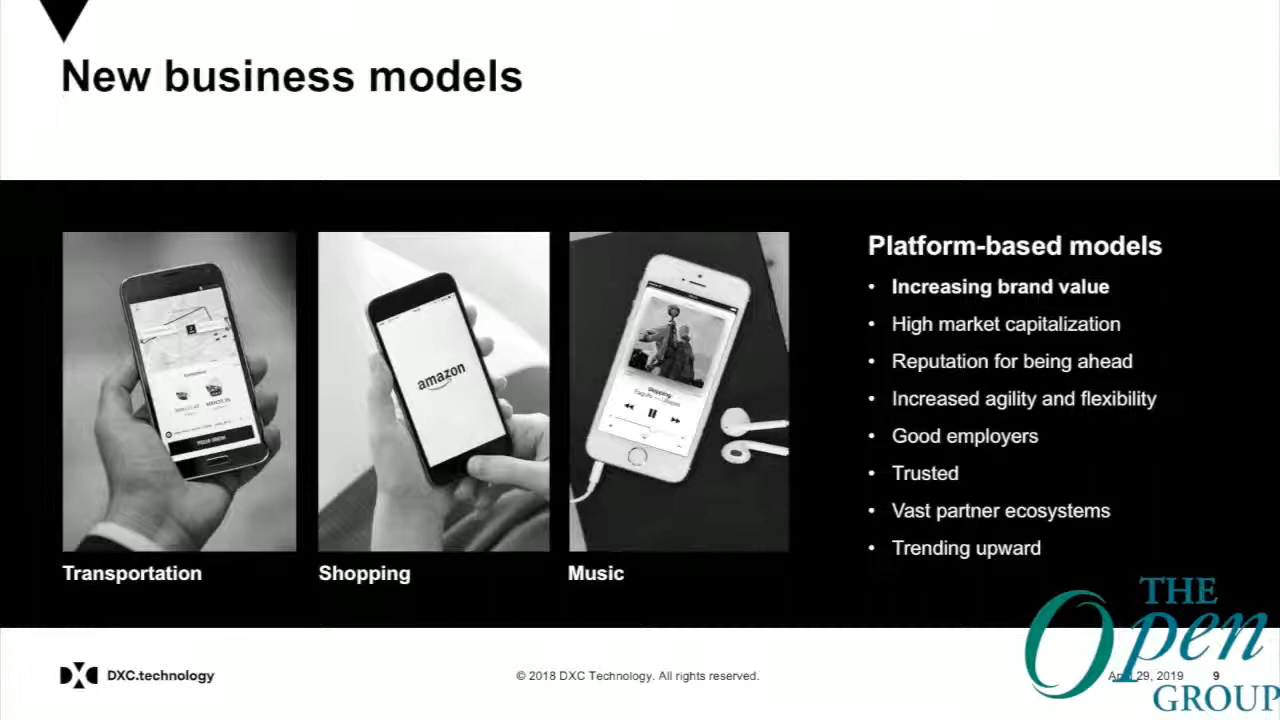 New business models
amazon
Transportation
Shopping
Music
Platform-based models
• Increasing brand value
• High market capitalization
• Reputation for being ahead
• Increased agility and flexibility
• Good employers
• Trusted
• Vast partner ecosystems
• Trending upward
DXC.technology
© 2018 DXC Technology. All rights reserved.
29, 2019
9
THE
Open
GROUP